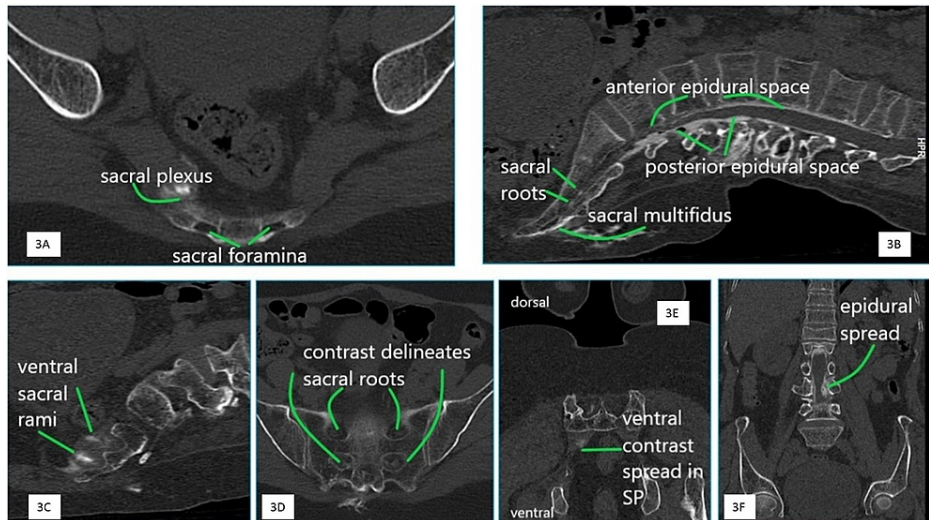 sacral plexus
3A
sacral foramina
anterior epidural space
HPR
posterior epidural space
sacral
roots
sacral multifidus
3B
ventral
sacral
rami
3C
contrast delineates
sacral roots
3D
dorsal
3E
ventral
contrast
spread in
SP
ventral
epidural
spread
3F